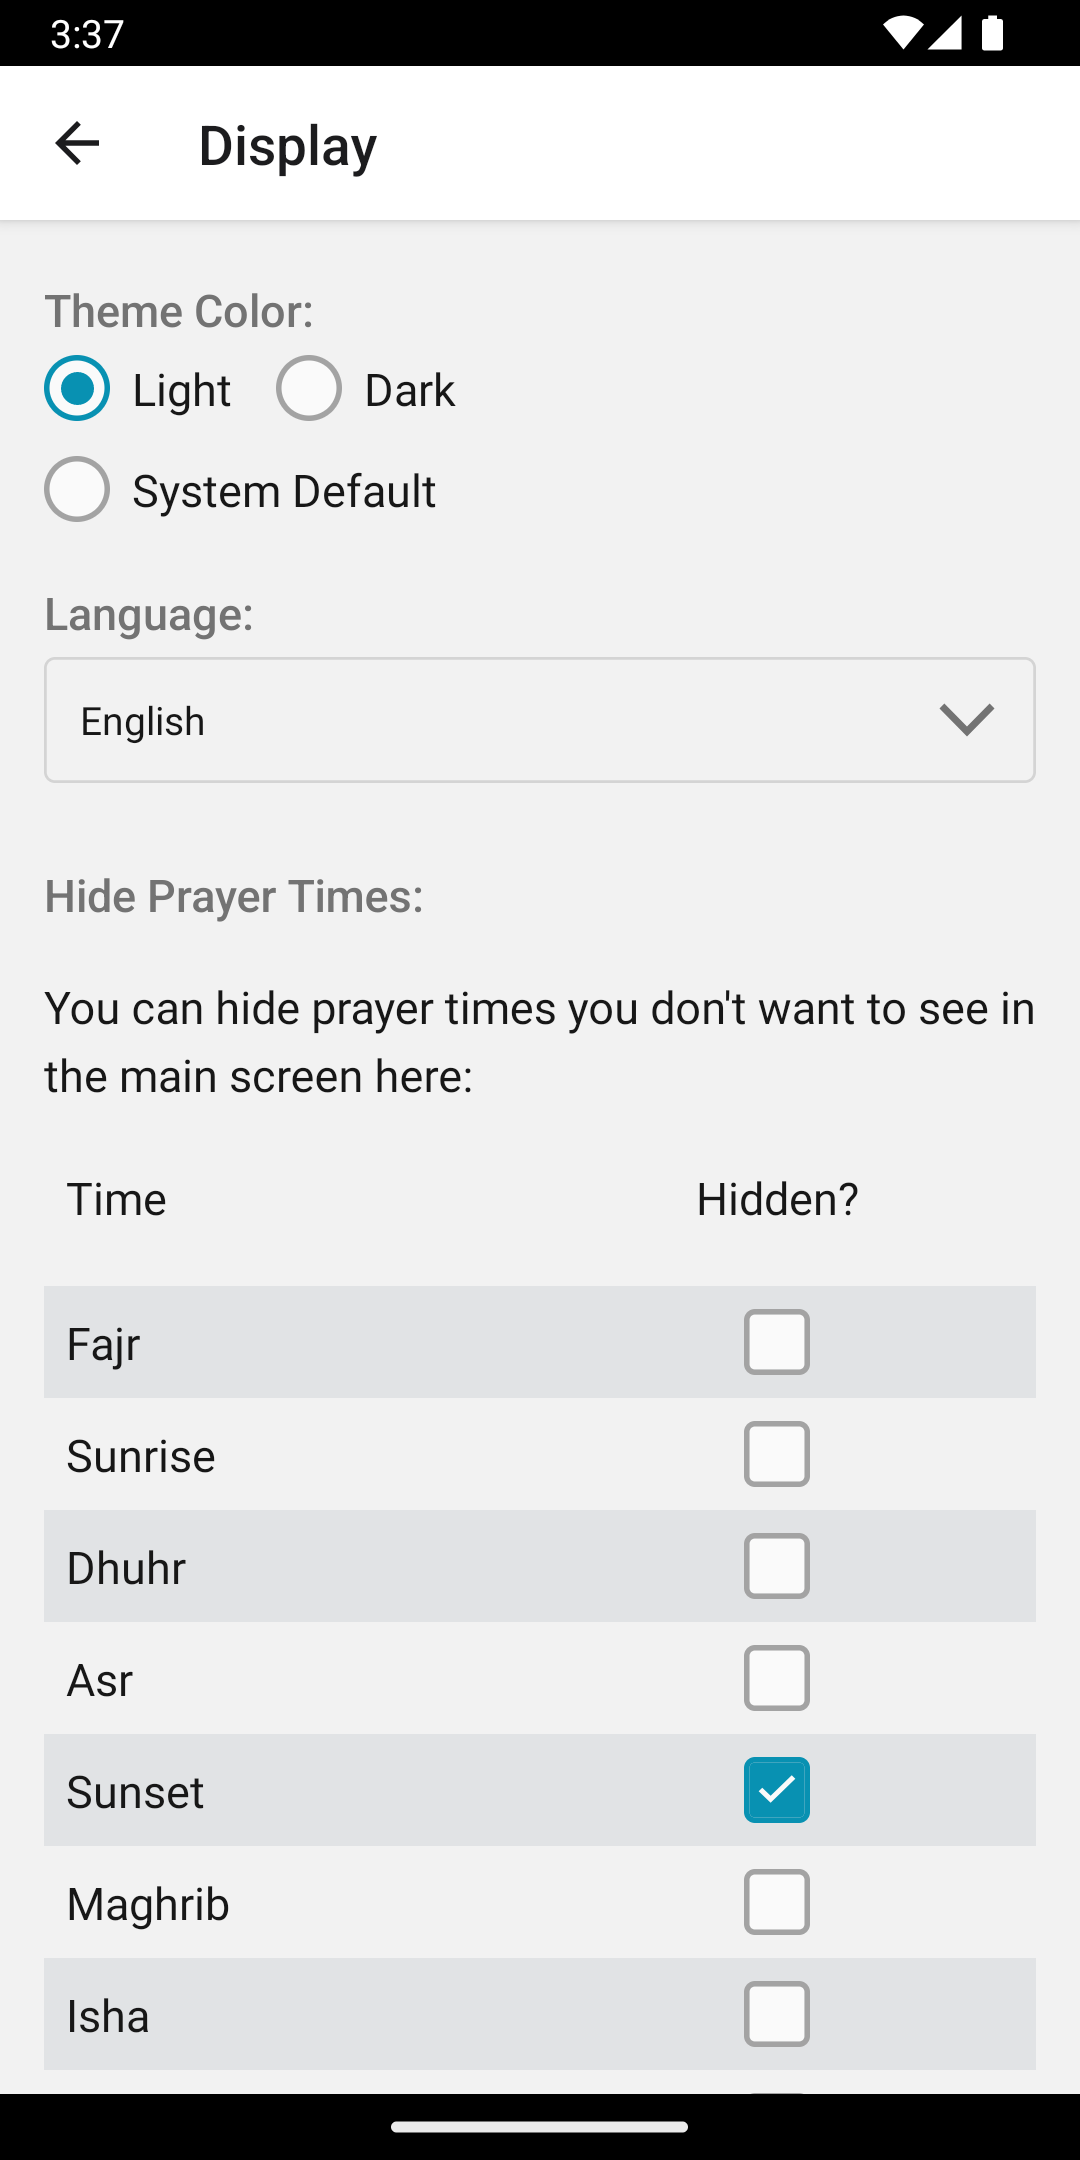 3:37
Display
Theme Color:
Light Dark
System Default
Language:
English
Hide Prayer Times:
You can hide prayer times you don't want to see in
the main screen here:
Time Hidden?
Fajr
Sunrise
Dhuhr
Asr
Sunset
Maghrib
Isha